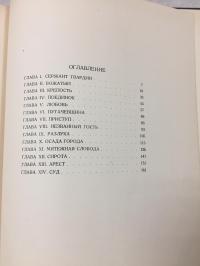 ОГЛАВЛЕНИЕ
ГЛАВА I. СЕРЖАНТ ГВАРДИИ
ГЛАВА II. ВОЖАТЫЙ
ГЛАВА III. КРЕПОСТЬ
ГЛАВА IV. ПОЕДИНОК
ГЛАВА V. ЛЮБОВЬ
ГЛАВА VI. ПУГАЧЕВЩИНА
ГЛАВА VII. ПРИСТУП
ГЛАВА VIII. НЕЗВАННЫЙ ГОСТЬ
ГЛАВА IX. РАЗЛУКА
ГЛАВА X. ОСАДА ГОРОДА
ГЛАВА XI. МЯТЕЖНАЯ СЛОБОДА
ГЛАВА XII. СИРОТА
ГЛАВА XIII. АРЕСТ
ГЛАВА XIV. СУД